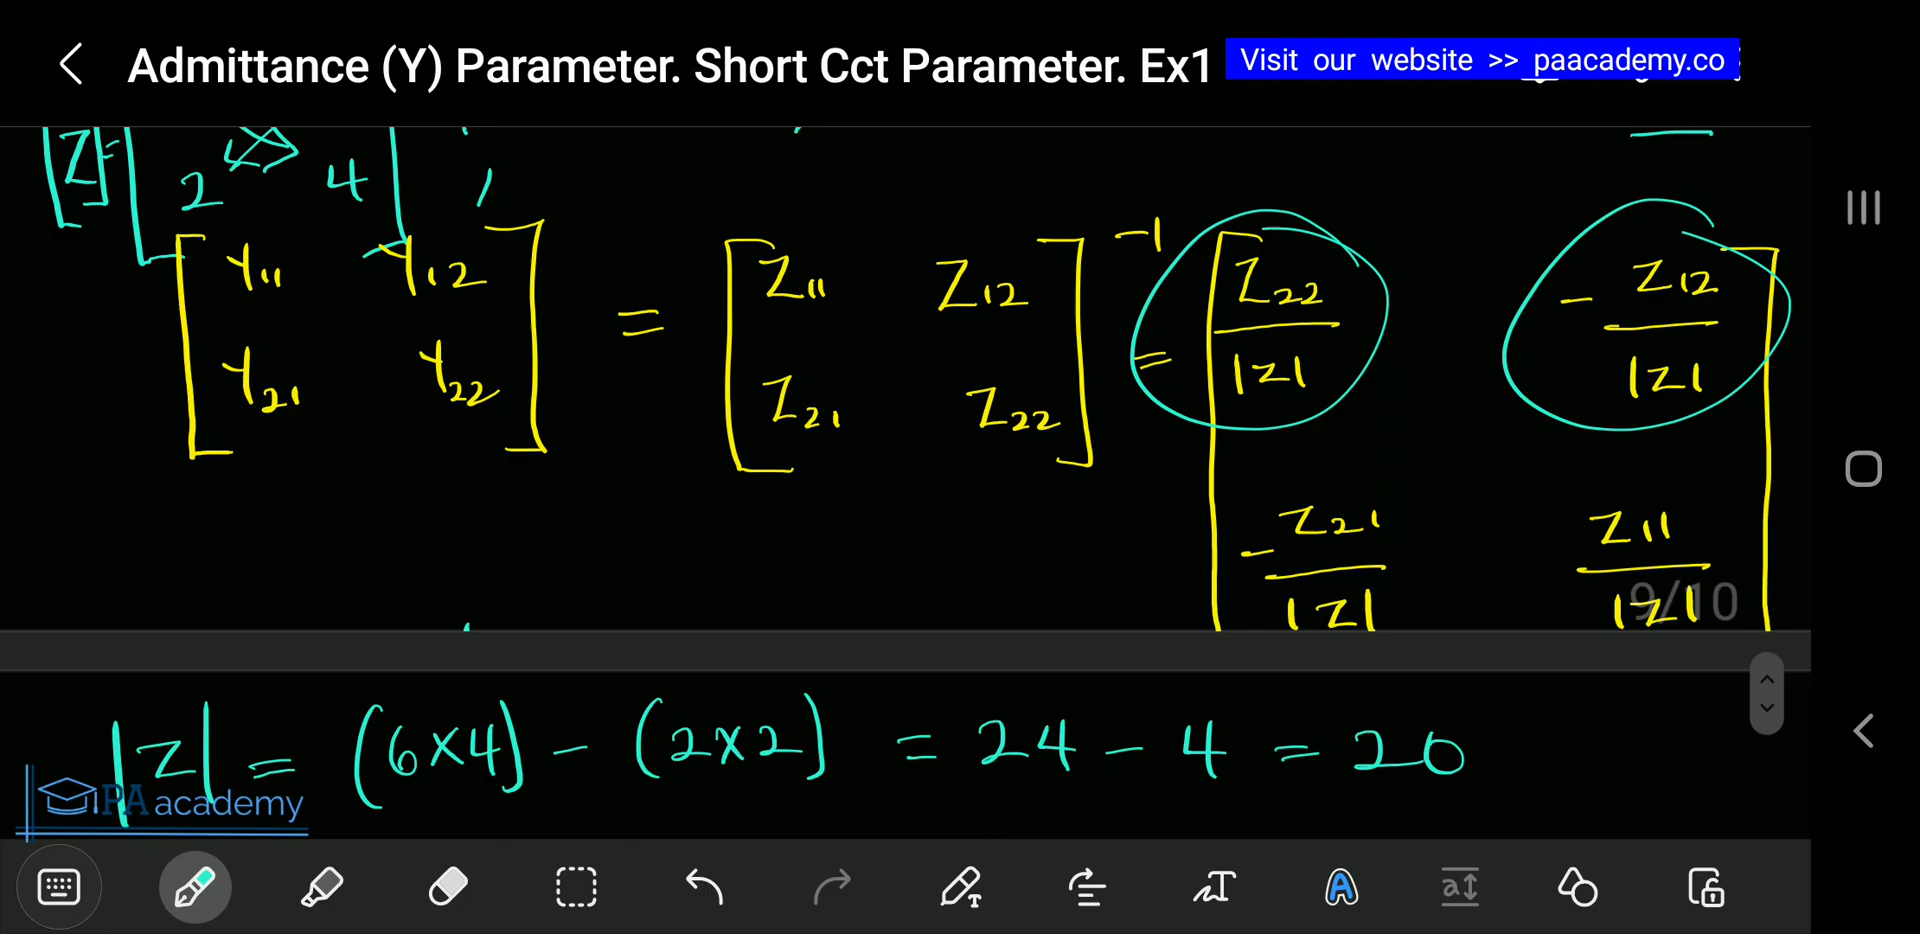 Admittance (Y) Parameter. Short Cct Parameter. Ex1
Visit our website >> paacademy.co
[Z]=
2 4
Y11 Y12
Y21 Y22
=
Z11 Z12
Z21 Z22
-1
=
Z22/|Z| - Z12/|Z|
- Z21/|Z| Z11/|Z|
9/10
|Z| = (6×4) - (2×2) = 24 - 4 = 20
PA academy